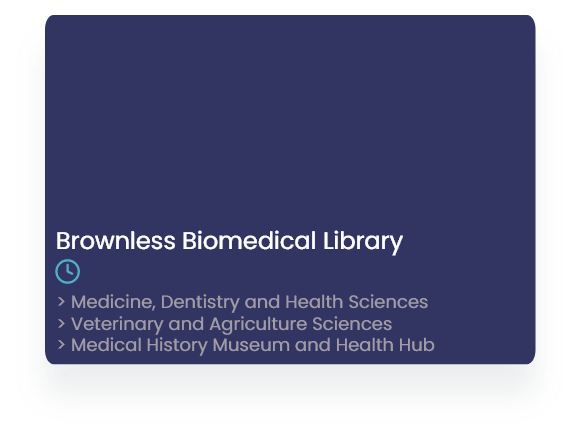 Brownless Biomedical Library
> Medicine, Dentistry and Health Sciences
> Veterinary and Agriculture Sciences
> Medical History Museum and Health Hub